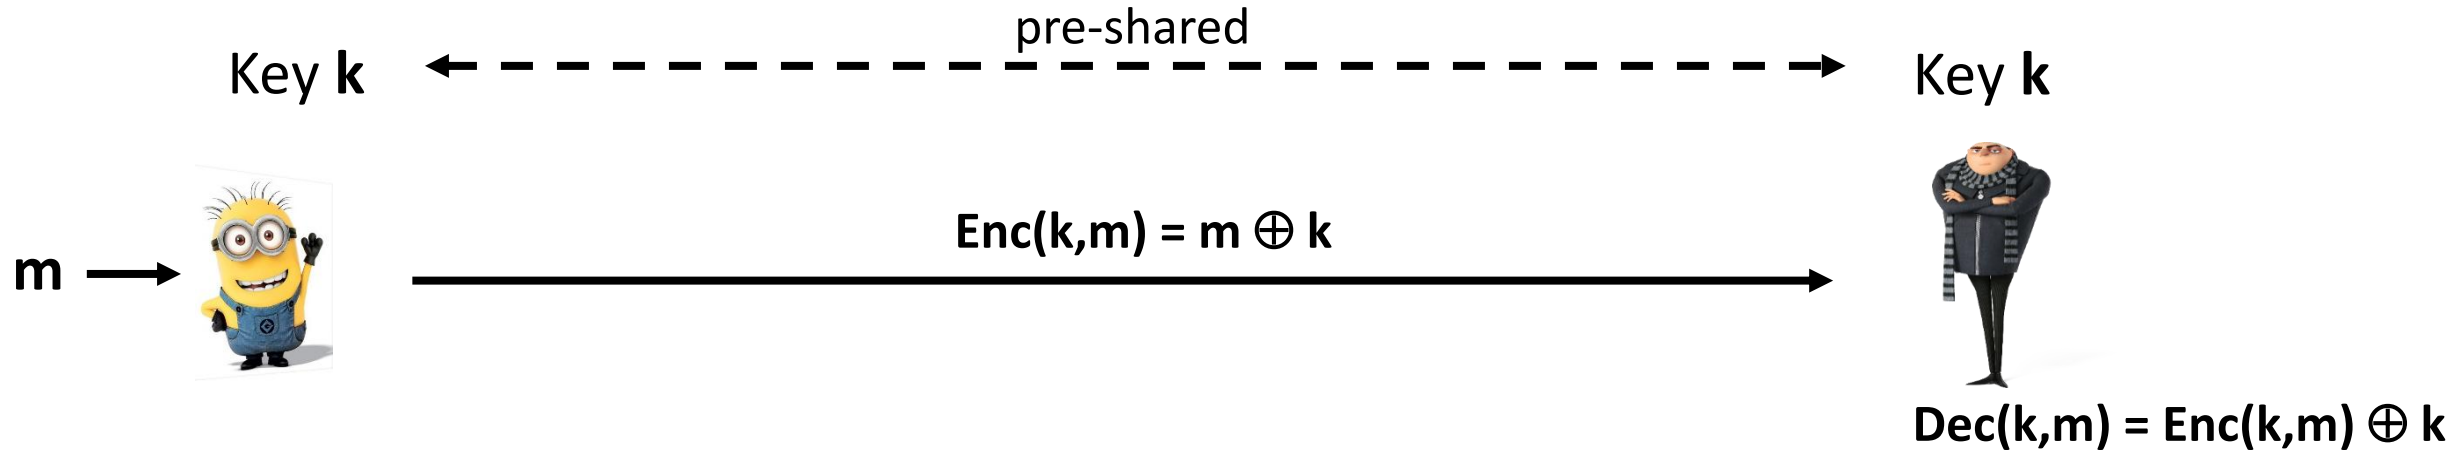 pre-shared
Key k
Key k
Enc(k,m) = m ⊕ k
m
Dec(k,m) = Enc(k,m) ⊕ k